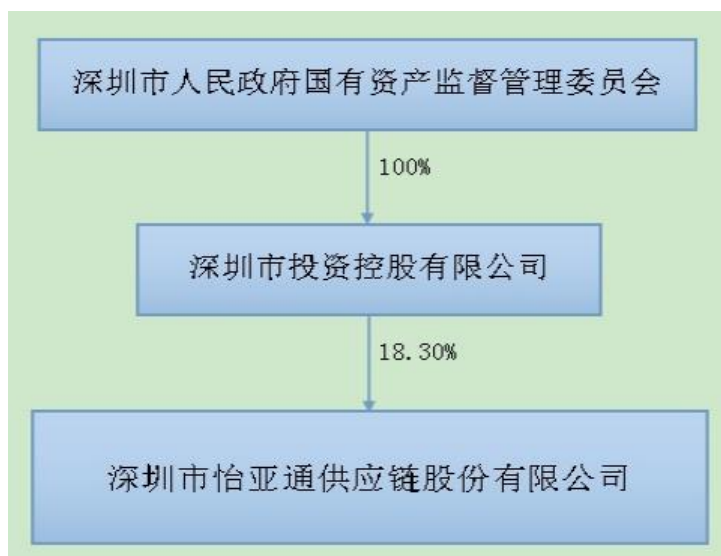 深圳市人民政府国有资产监督管理委员会
100%
深圳市投资控股有限公司
18.30%
深圳市怡亚通供应链股份有限公司